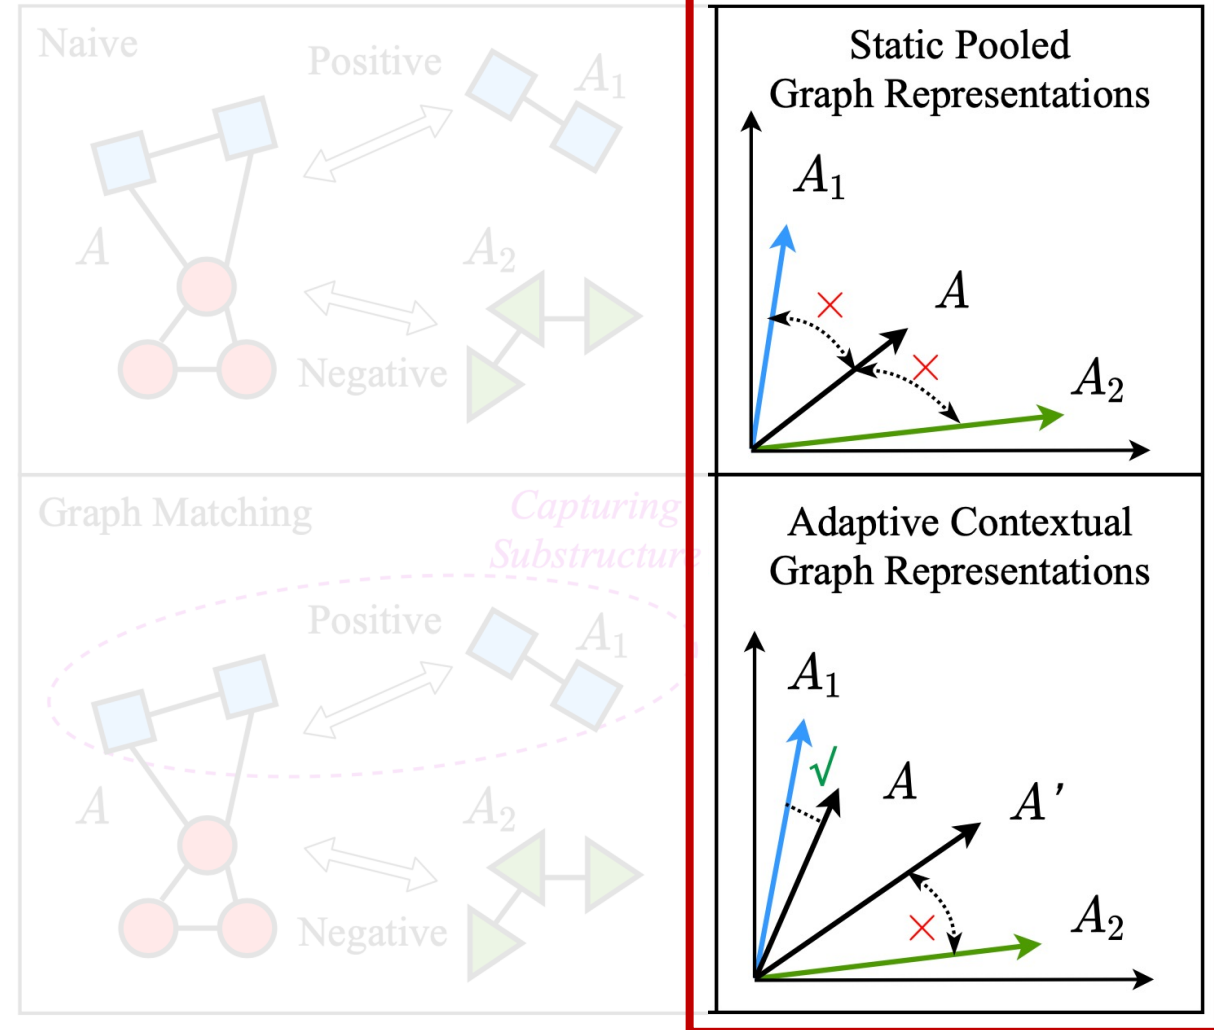 Naive
Positive
A₁
A
A₂
Negative
Static Pooled
Graph Representations
A₁
×
A
×
A₂
Graph Matching
Capturing
Substructure
Positive
A₁
A
A₂
Negative
Adaptive Contextual
Graph Representations
A₁
√
A
A′
×
A₂